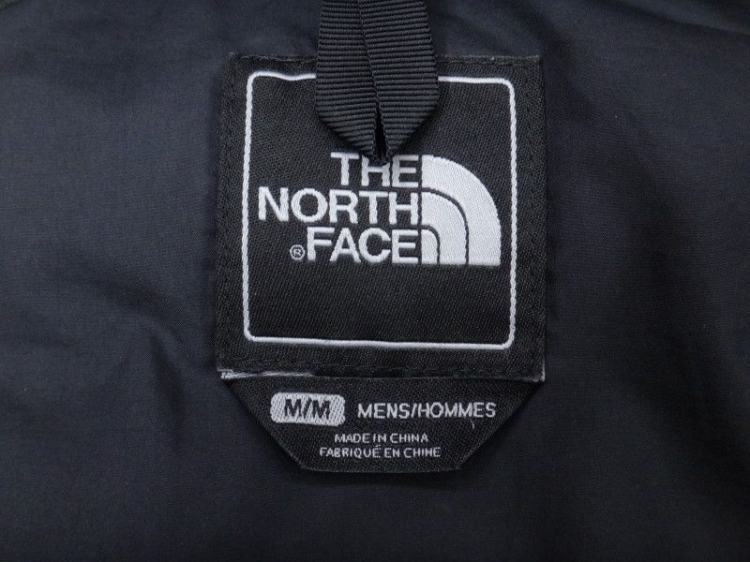 THE
NORTH
® FACE
M/M MENS/HOMMES
MADE IN CHINA
FABRIQUÉ EN CHINE